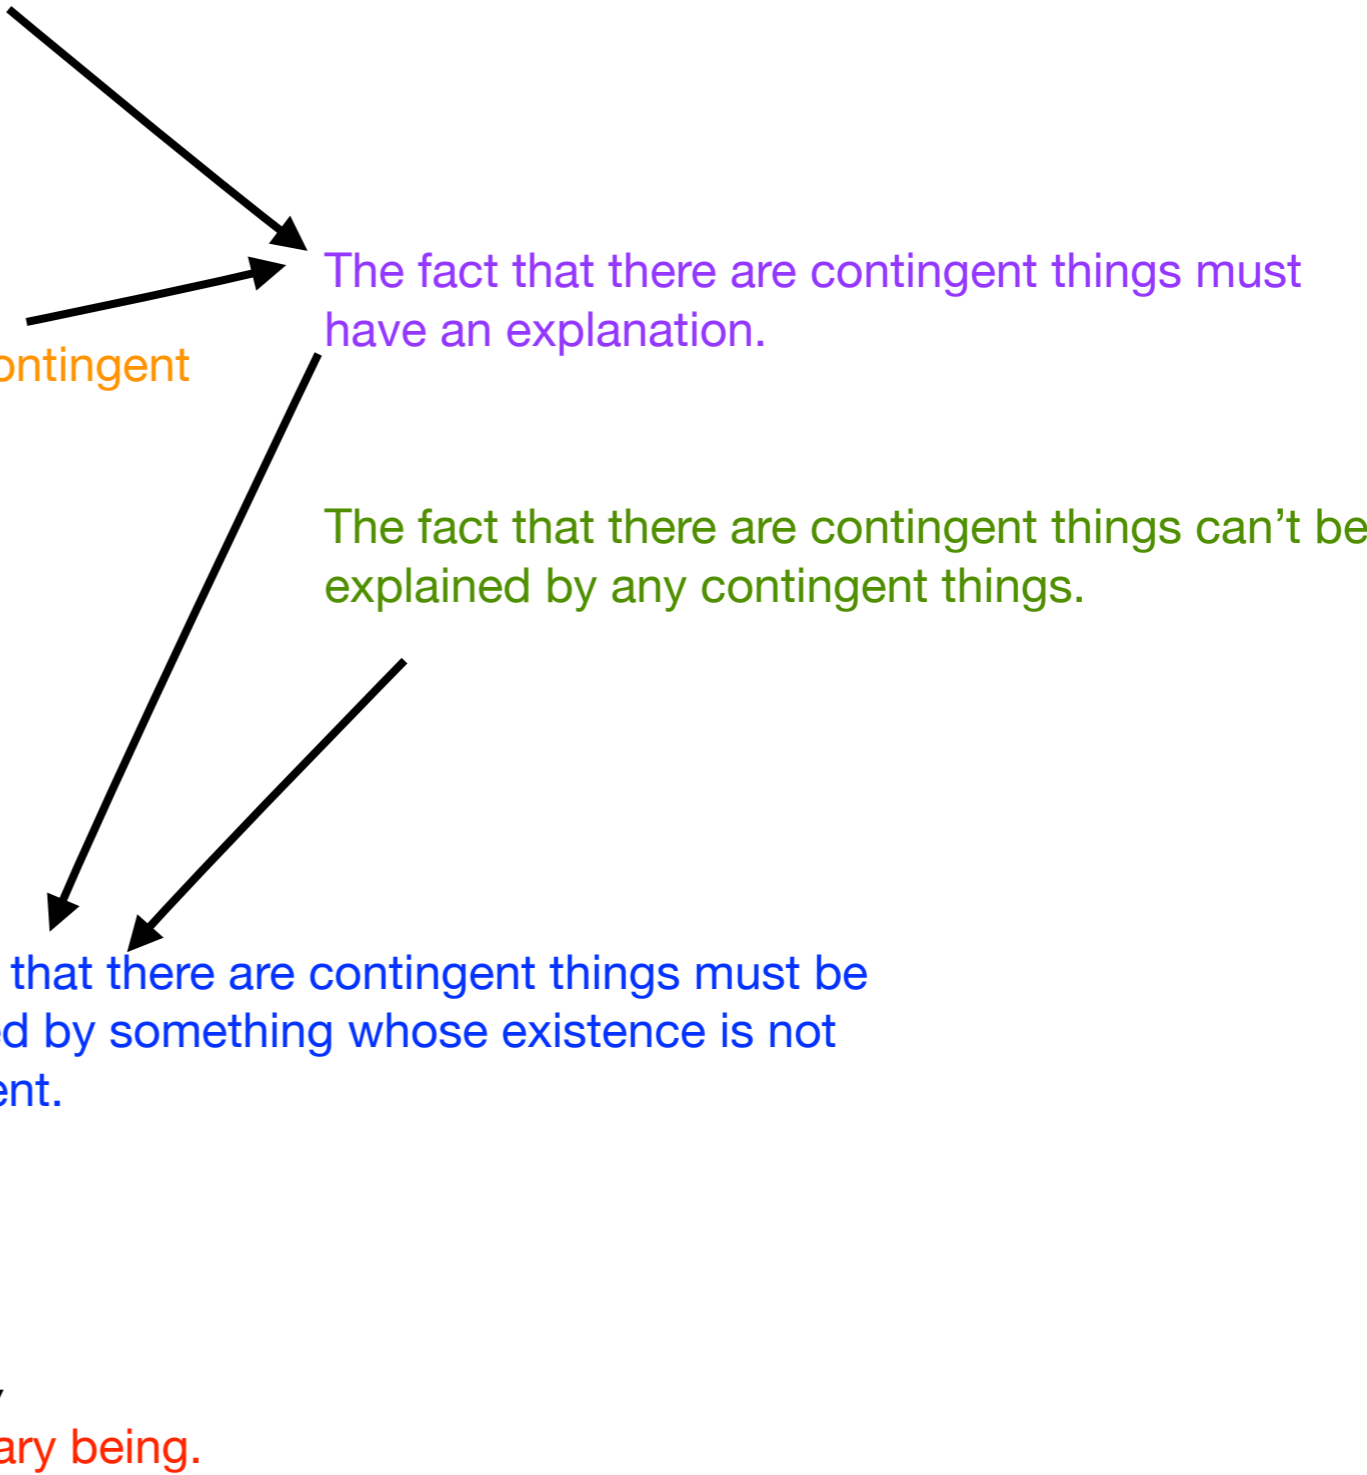 The fact that there are contingent things must
have an explanation.
ontingent
The fact that there are contingent things can’t be
explained by any contingent things.
that there are contingent things must be
ed by something whose existence is not
ent.
ary being.